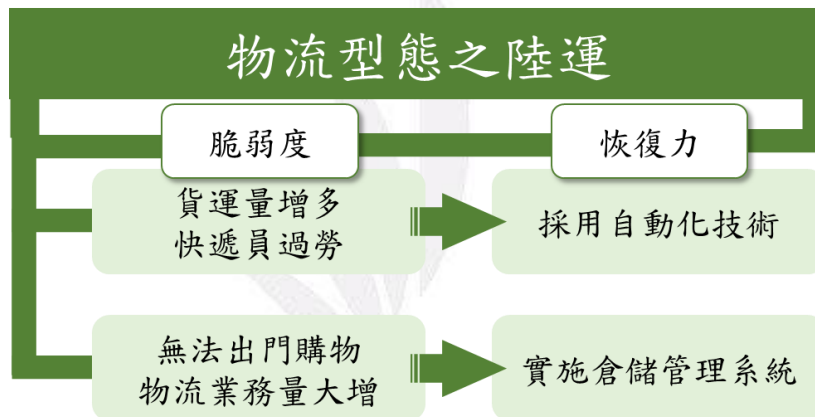 物流型態之陸運
脆弱度
恢復力
貨運量增多
快遞員過勞
採用自動化技術
無法出門購物
物流業務量大增
實施倉儲管理系統